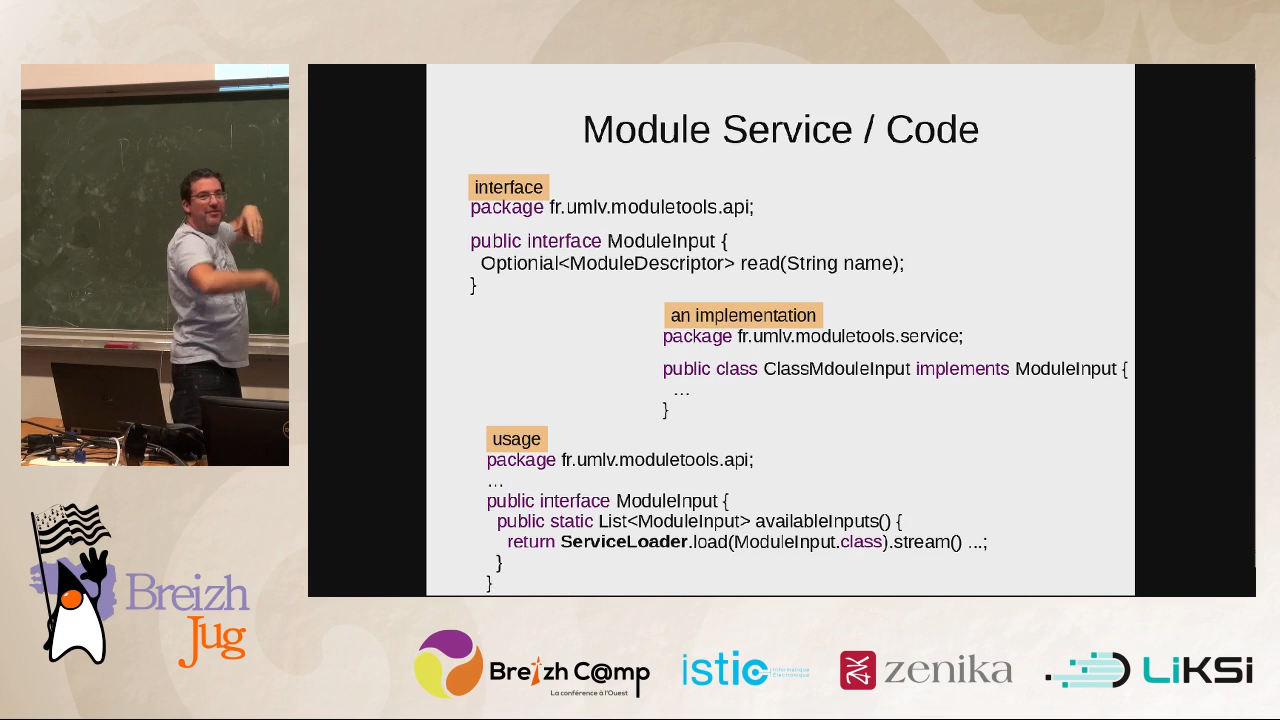 Module Service / Code
interface
package fr.umlv.moduletools.api;
public interface ModuleInput {
Optionial<ModuleDescriptor> read(String name);
}
an implementation
package fr.umlv.moduletools.service;
public class ClassMdouleInput implements ModuleInput {
...
}
usage
package fr.umlv.moduletools.api;
...
public interface ModuleInput {
public static List<ModuleInput> availableInputs() {
return ServiceLoader.load(ModuleInput.class).stream() ...;
}
}
Breizh
Jug
Breizh C@mp
La conférence à l'Ouest
istic
Informatique
Électronique
zenika
LiKSi